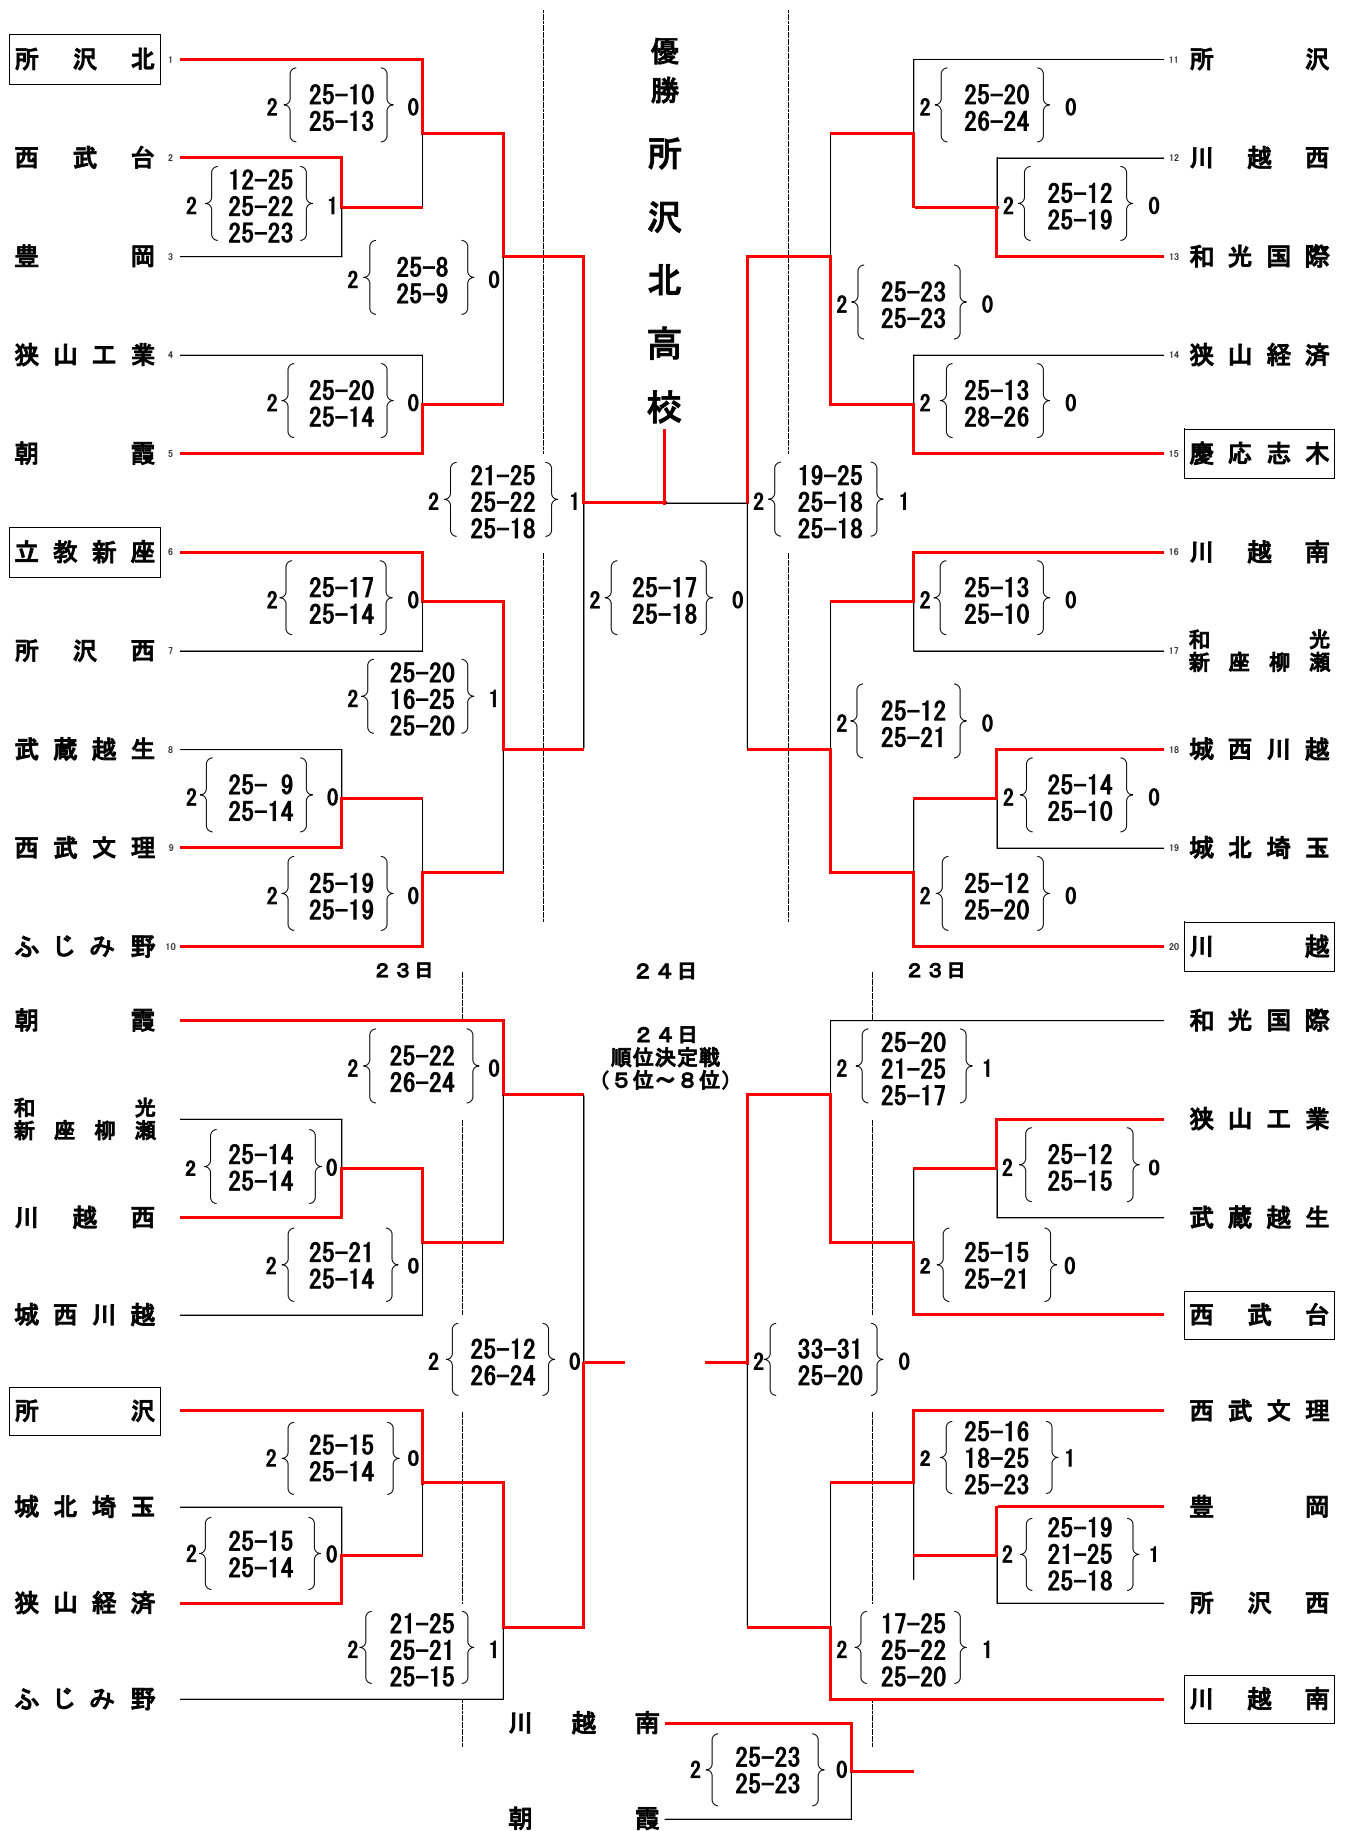 優勝 所沢北高校
所沢北 1
2 25-10 0
25-13
西武台 2
12-25
2 25-22 1
25-23
豊岡 3
2 25-8 0
25-9
狭山工業 4
2 25-20 0
25-14
朝霞 5
21-25
2 25-22 1
25-18
立教新座 6
2 25-17 0
25-14
所沢西 7
25-20
2 16-25 1
25-20
武蔵越生 8
2 25- 9 0
25-14
西武文理 9
2 25-19 0
25-19
ふじみ野 10
2 25-17 0
25-18
11 所沢
2 25-20 0
26-24
12 川越西
2 25-12 0
25-19
13 和光国際
2 25-23 0
25-23
14 狭山経済
2 25-13 0
28-26
15 慶応志木
19-25
2 25-18 1
25-18
16 川越南
2 25-13 0
25-10
17 和光
新座柳瀬
2 25-12 0
25-21
18 城西川越
2 25-14 0
25-10
19 城北埼玉
2 25-12 0
25-20
20 川越
23日 24日 23日
24日
順位決定戦
(5位~8位)
朝霞
2 25-22 0
26-24
和光
新座柳瀬
2 25-14 0
25-14
川越西
2 25-21 0
25-14
城西川越
2 25-12 0
26-24
所沢
2 25-15 0
25-14
城北埼玉
2 25-15 0
25-14
狭山経済
21-25
2 25-21 1
25-15
ふじみ野
和光国際
25-20
2 21-25 1
25-17
狭山工業
2 25-12 0
25-15
武蔵越生
2 25-15 0
25-21
西武台
2 33-31 0
25-20
西武文理
25-16
2 18-25 1
25-23
豊岡
25-19
2 21-25 1
25-18
所沢西
17-25
2 25-22 1
25-20
川越南
川越南
2 25-23 0
25-23
朝霞